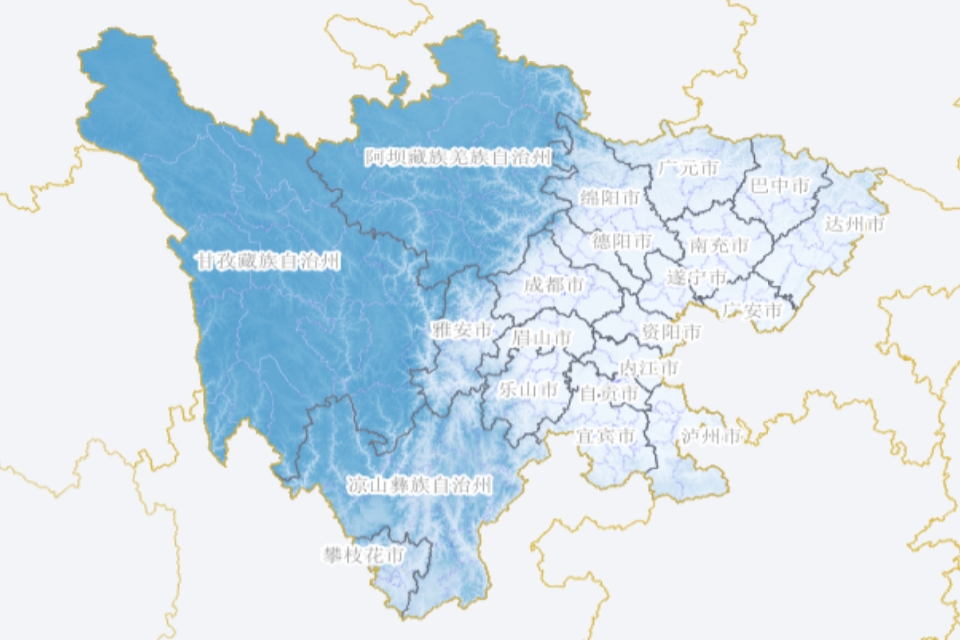 阿坝藏族羌族自治州
广元市
巴中市
绵阳市
达州市
德阳市
南充市
甘孜藏族自治州
遂宁市
成都市
广安市
雅安市
眉山市
资阳市
内江市
乐山市
自贡市
宜宾市
泸州市
凉山彝族自治州
攀枝花市